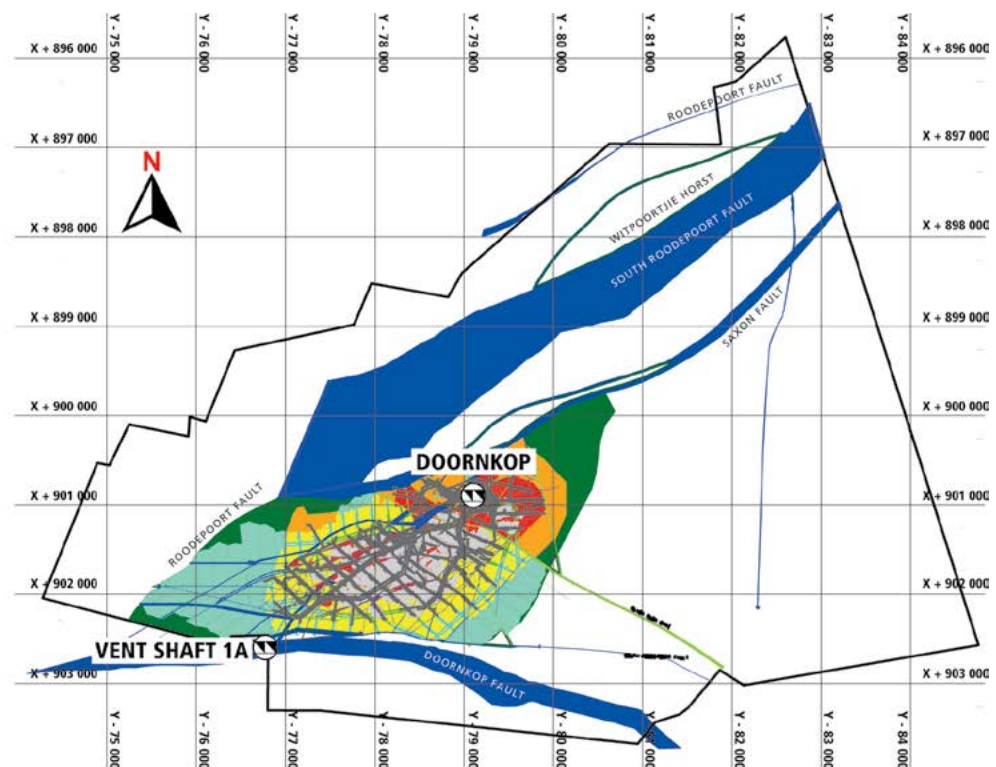 Y - 75 000
Y - 76 000
Y - 77 000
Y - 78 000
Y - 79 000
Y - 80 000
Y - 81 000
Y - 82 000
Y - 83 000
Y - 84 000
X + 896 000
X + 896 000
ROODEPOORT FAULT
X + 897 000
X + 897 000
N
WITPOORTJIE HORST
SOUTH ROODEPOORT FAULT
X + 898 000
X + 898 000
SAXON FAULT
X + 899 000
X + 899 000
X + 900 000
X + 900 000
DOORNKOP
X + 901 000
X + 901 000
ROODEPOORT FAULT
X + 902 000
X + 902 000
VENT SHAFT 1A
DOORNKOP FAULT
X + 903 000
X + 903 000
Y - 75 000
Y - 76 000
Y - 77 000
Y - 78 000
Y - 79 000
Y - 80 000
Y - 81 000
Y - 82 000
Y - 83 000
Y - 84 000